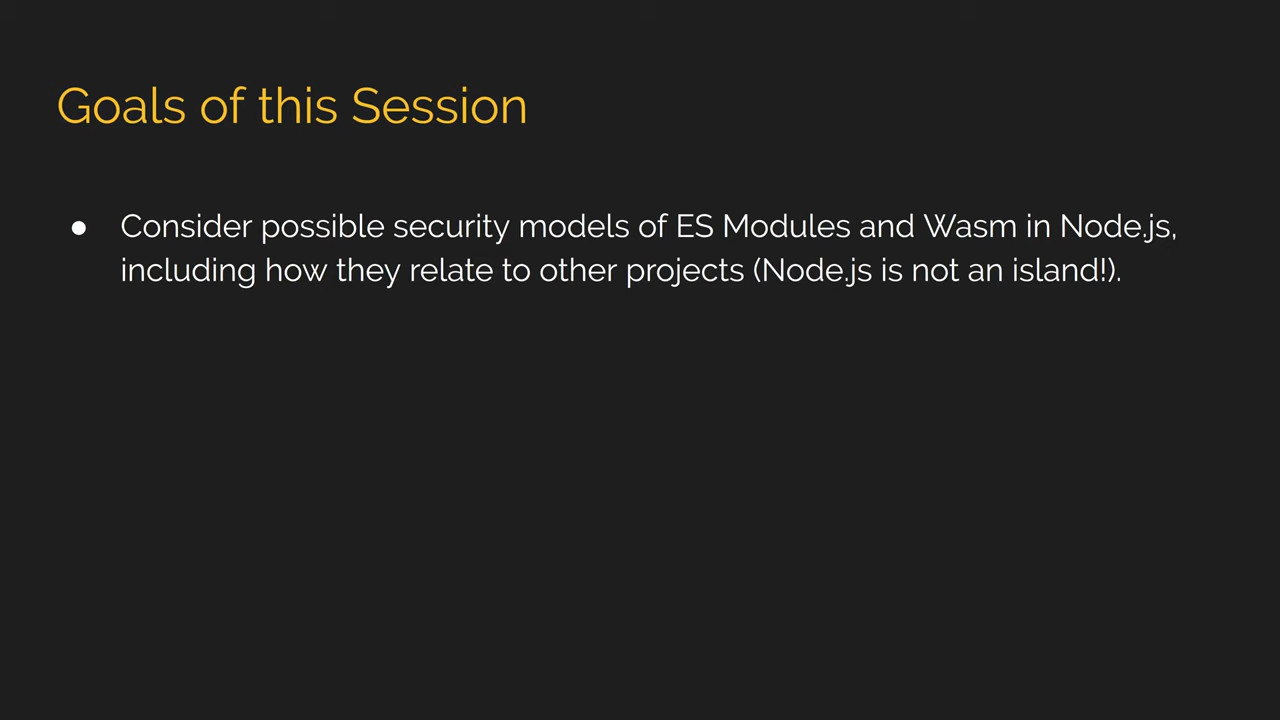 Goals of this Session
● Consider possible security models of ES Modules and Wasm in Node.js,
including how they relate to other projects (Node.js is not an island!).